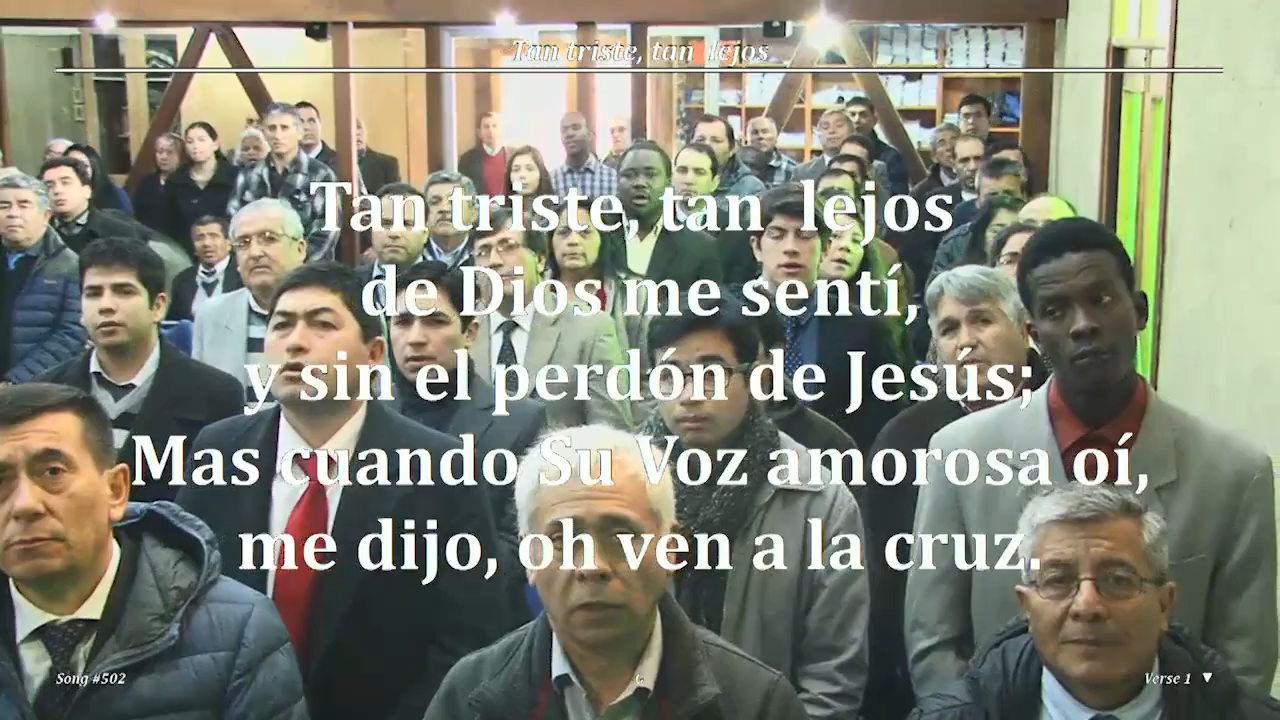 Tan triste, tan lejos
Tan triste, tan lejos
de Dios me sentí,
y sin el perdón de Jesús;
Mas cuando Su Voz amorosa oí,
me dijo, oh ven a la cruz.
Song #502
G
Verse 1 ▼